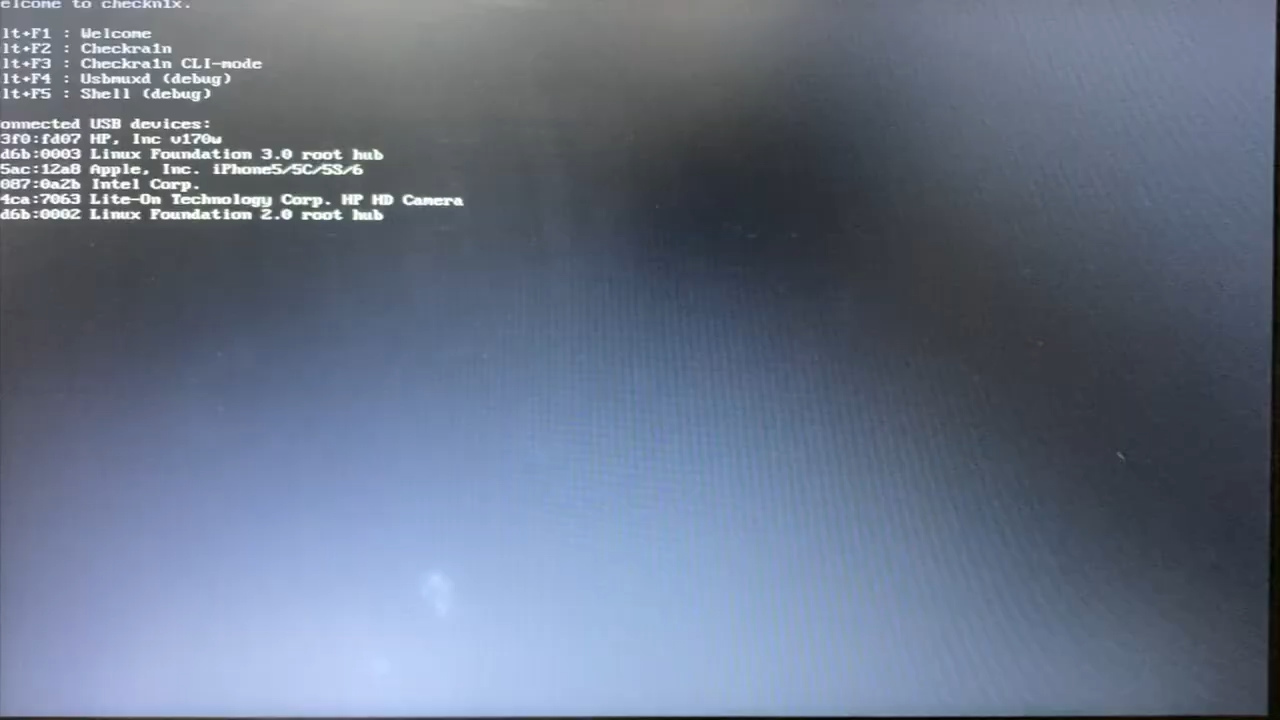 elcome to checkn1x.
lt+F1 : Welcome
lt+F2 : Checkra1n
lt+F3 : Checkra1n CLI-mode
lt+F4 : Usbmuxd (debug)
lt+F5 : Shell (debug)
onnected USB devices:
3f0:fd07 HP, Inc v170w
d6b:0003 Linux Foundation 3.0 root hub
5ac:12a8 Apple, Inc. iPhone5/5C/5S/6
087:0a2b Intel Corp.
4ca:7063 Lite-On Technology Corp. HP HD Camera
d6b:0002 Linux Foundation 2.0 root hub